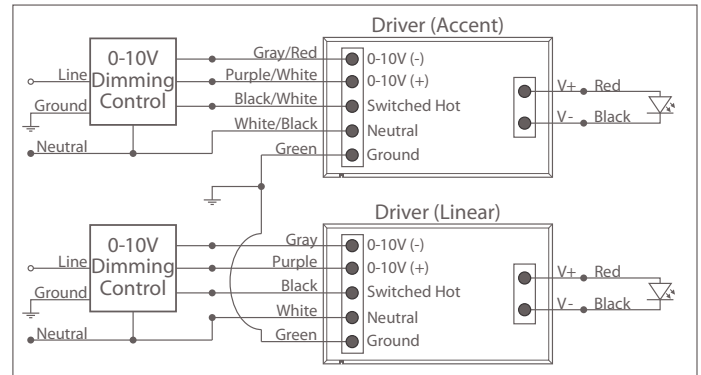 Driver (Accent)
0-10V
Dimming
Control
Line
Ground
Neutral
Gray/Red
Purple/White
Black/White
White/Black
Green
0-10V (-)
0-10V (+)
Switched Hot
Neutral
Ground
V+
Red
V-
Black
Driver (Linear)
0-10V
Dimming
Control
Line
Ground
Neutral
Gray
Purple
Black
White
Green
0-10V (-)
0-10V (+)
Switched Hot
Neutral
Ground
V+
Red
V-
Black